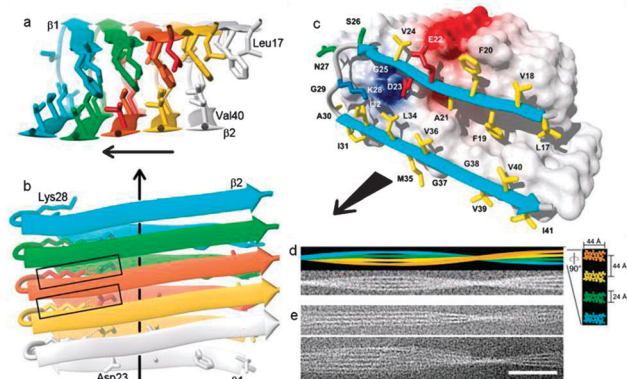 a
β1
Leu17
Val40
β2
b
Lys28
β2
Asp23
c
S26
V24
E22
F20
N27
G25
V18
G29
K28
D23
I32
A30
L34
A21
I31
V36
F19
L17
M35
G37
G38
V40
V39
I41
d
90°
44 Å
44 Å
24 Å
e